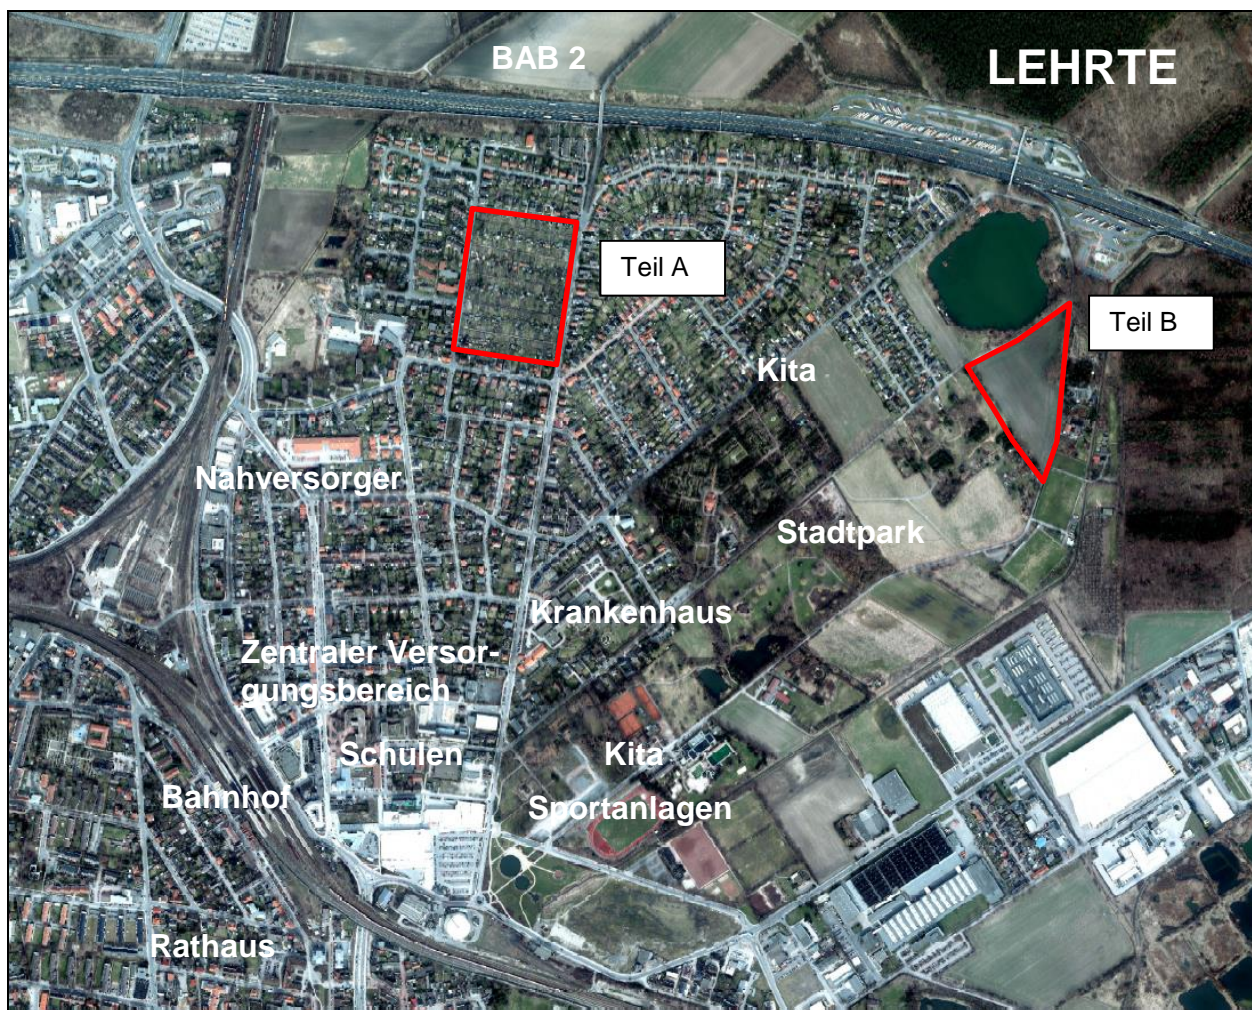 BAB 2
LEHRTE
Teil A
Teil B
Kita
Nahversorger
Stadtpark
Krankenhaus
Zentraler Versor-
gungsbereich
Schulen
Kita
Bahnhof
Sportanlagen
Rathaus